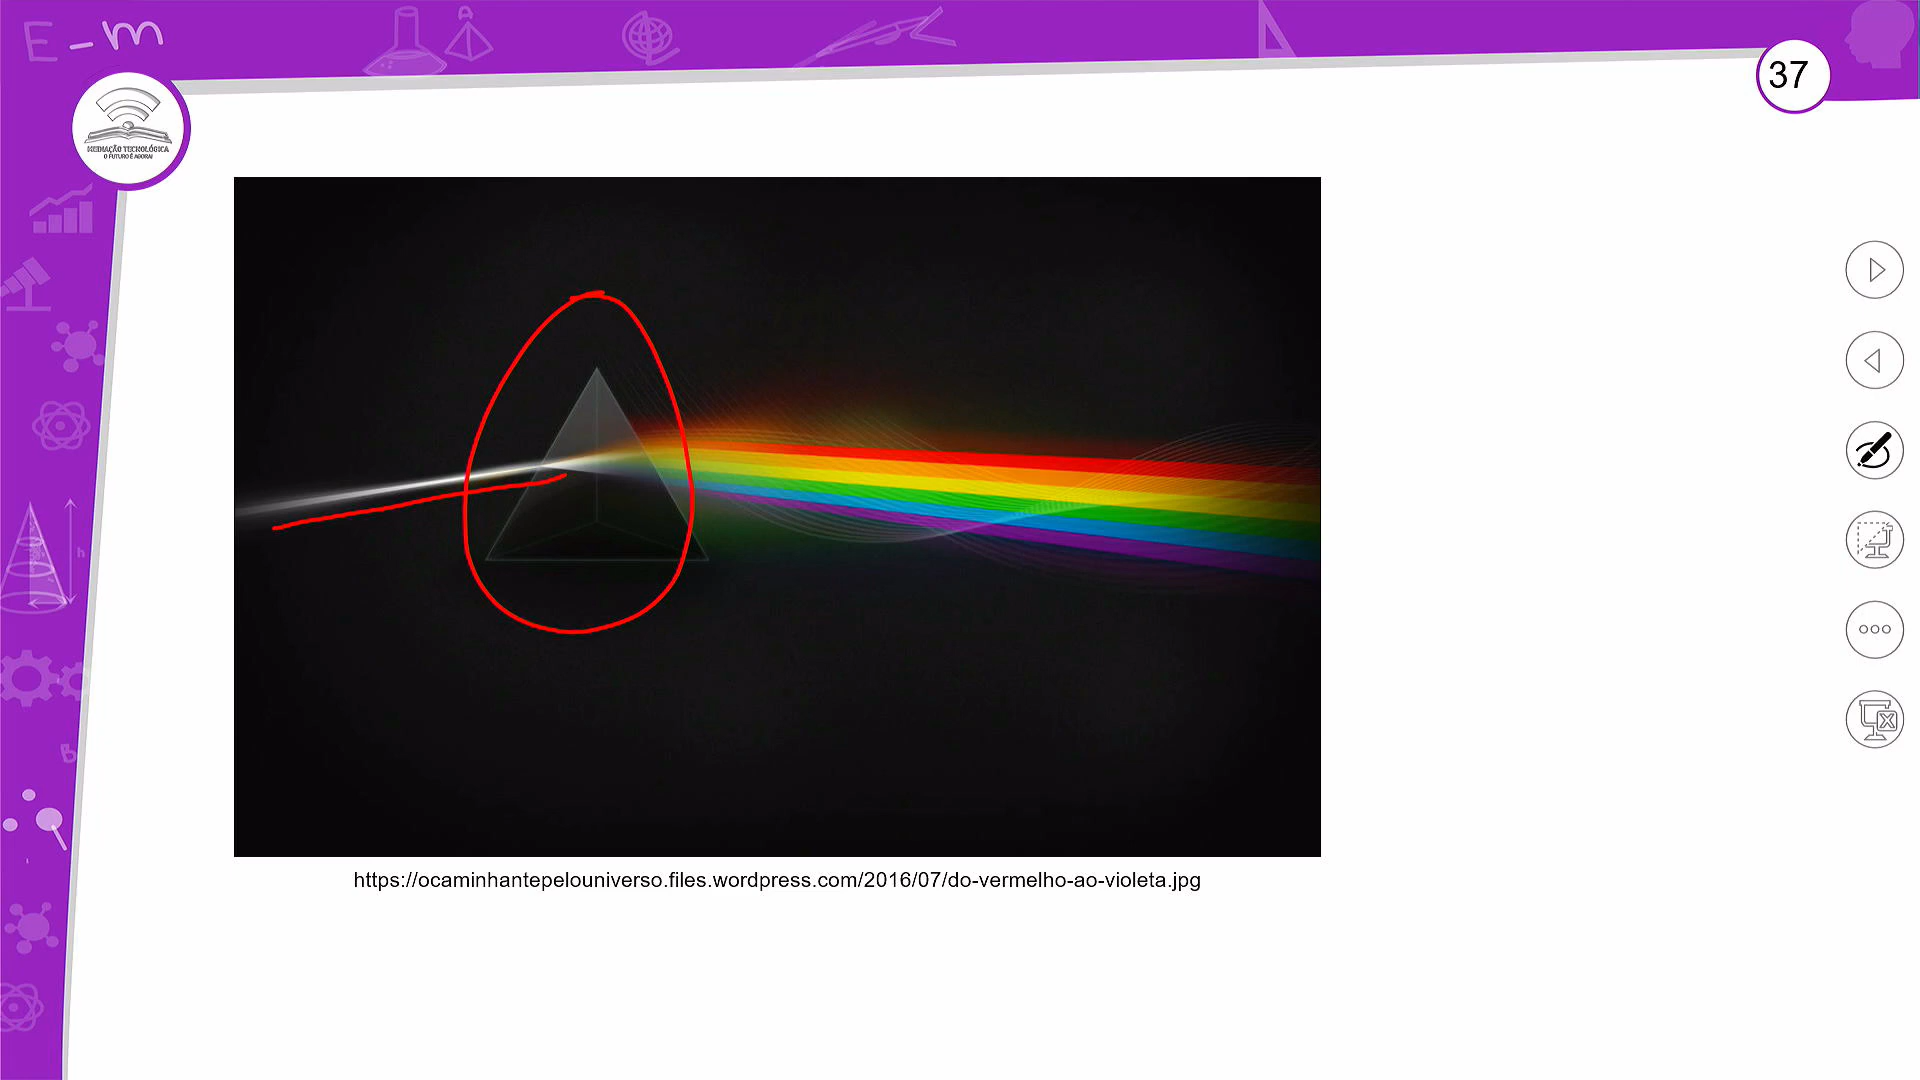 E-m
37
MEDIAÇÃO TECNOLÓGICA
O FUTURO É AGORA!
h
B
https://ocaminhantepelouniverso.files.wordpress.com/2016/07/do-vermelho-ao-violeta.jpg